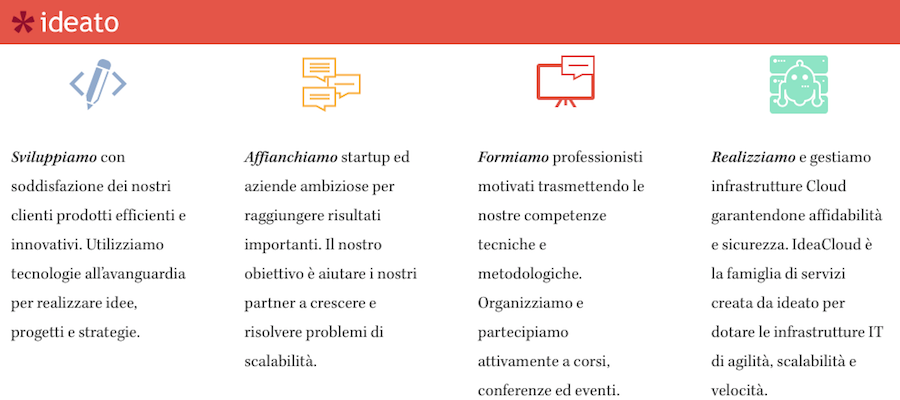 * ideato
Sviluppiamo con
soddisfazione dei nostri
clienti prodotti efficienti e
innovativi. Utilizziamo
tecnologie all’avanguardia
per realizzare idee,
progetti e strategie.
Affianchiamo startup ed
aziende ambiziose per
raggiungere risultati
importanti. Il nostro
obiettivo è aiutare i nostri
partner a crescere e
risolvere problemi di
scalabilità.
Formiamo professionisti
motivati trasmettendo le
nostre competenze
tecniche e
metodologiche.
Organizziamo e
partecipiamo
attivamente a corsi,
conferenze ed eventi.
Realizziamo e gestiamo
infrastrutture Cloud
garantendone affidabilità
e sicurezza. IdeaCloud è
la famiglia di servizi
creata da ideato per
dotare le infrastrutture IT
di agilità, scalabilità e
velocità.